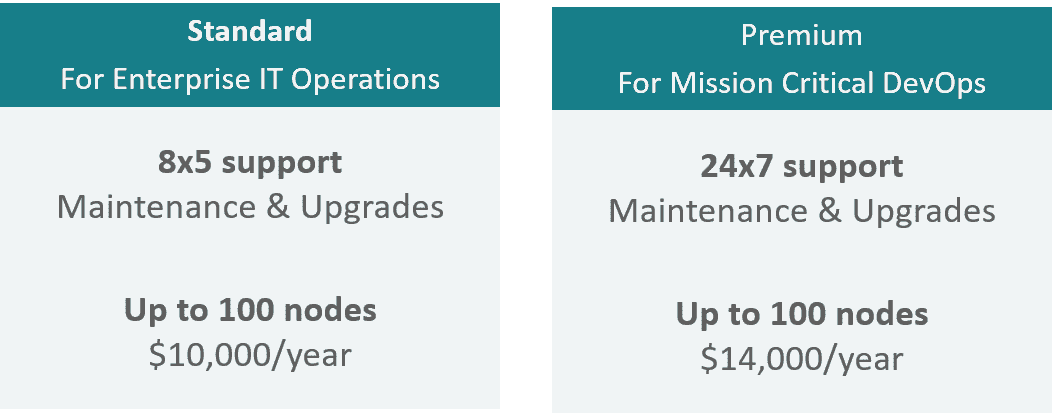 Standard
For Enterprise IT Operations
8x5 support
Maintenance & Upgrades
Up to 100 nodes
$10,000/year
Premium
For Mission Critical DevOps
24x7 support
Maintenance & Upgrades
Up to 100 nodes
$14,000/year